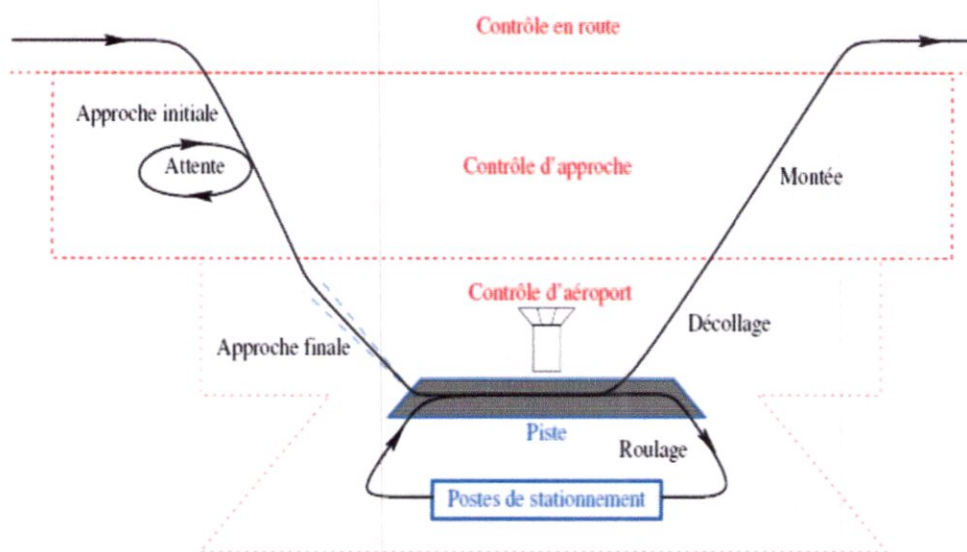 Contrôle en route
Approche initiale
Attente
Contrôle d'approche
Montée
Contrôle d'aéroport
Décollage
Approche finale
Piste
Roulage
Postes de stationnement